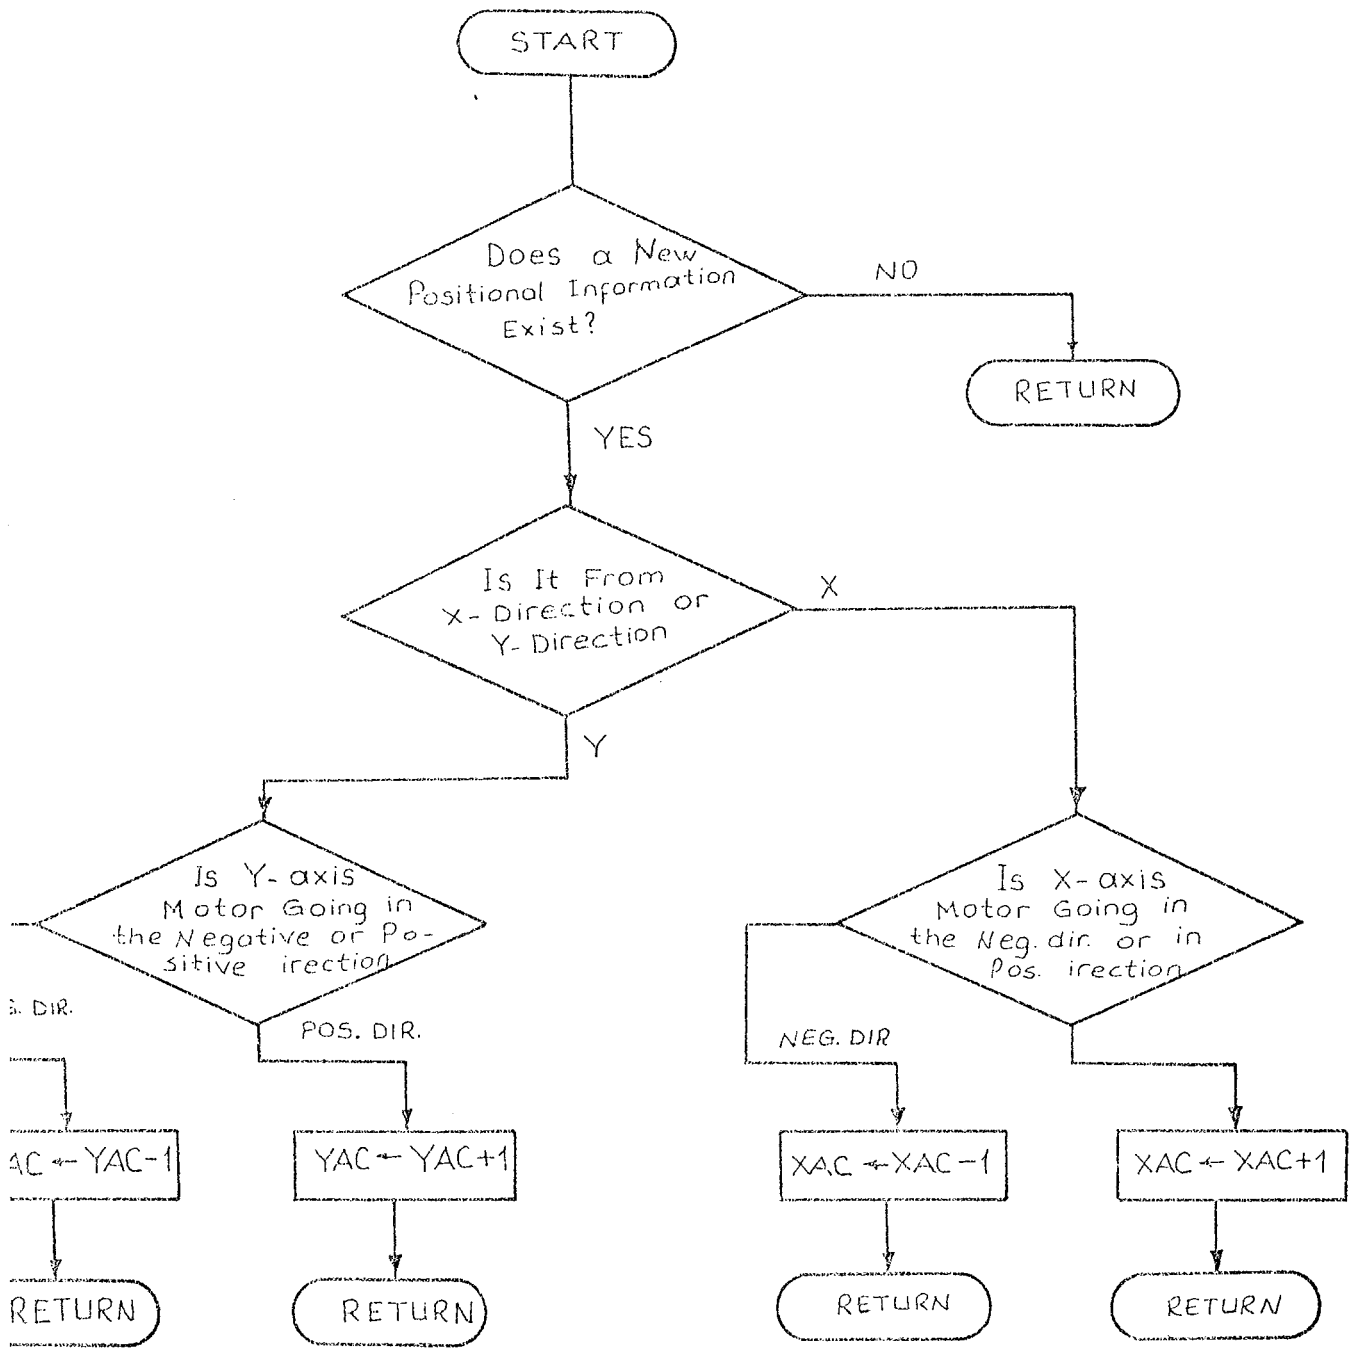 START
Does a New
Positional Information
Exist?
NO
RETURN
YES
Is It From
X- Direction or
Y- Direction
X
Y
Is Y- axis
Motor Going in
the Negative or Po-
sitive irection
Is X- axis
Motor Going in
the Neg. dir. or in
Pos. irection
G. DIR.
POS. DIR.
NEG. DIR
AC ← YAC-1
YAC ← YAC+1
XAC ← XAC-1
XAC ← XAC+1
RETURN
RETURN
RETURN
RETURN